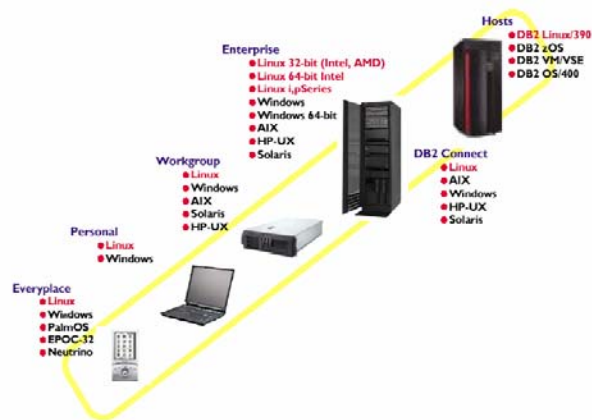 Hosts
DB2 Linux/390
DB2 zOS
DB2 VM/VSE
DB2 OS/400
Enterprise
Linux 32-bit (Intel, AMD)
Linux 64-bit Intel
Linux i,pSeries
Windows
Windows 64-bit
AIX
HP-UX
Solaris
DB2 Connect
Linux
AIX
Windows
HP-UX
Solaris
Workgroup
Linux
Windows
AIX
Solaris
HP-UX
Personal
Linux
Windows
Everyplace
Linux
Windows
PalmOS
EPOC-32
Neutrino